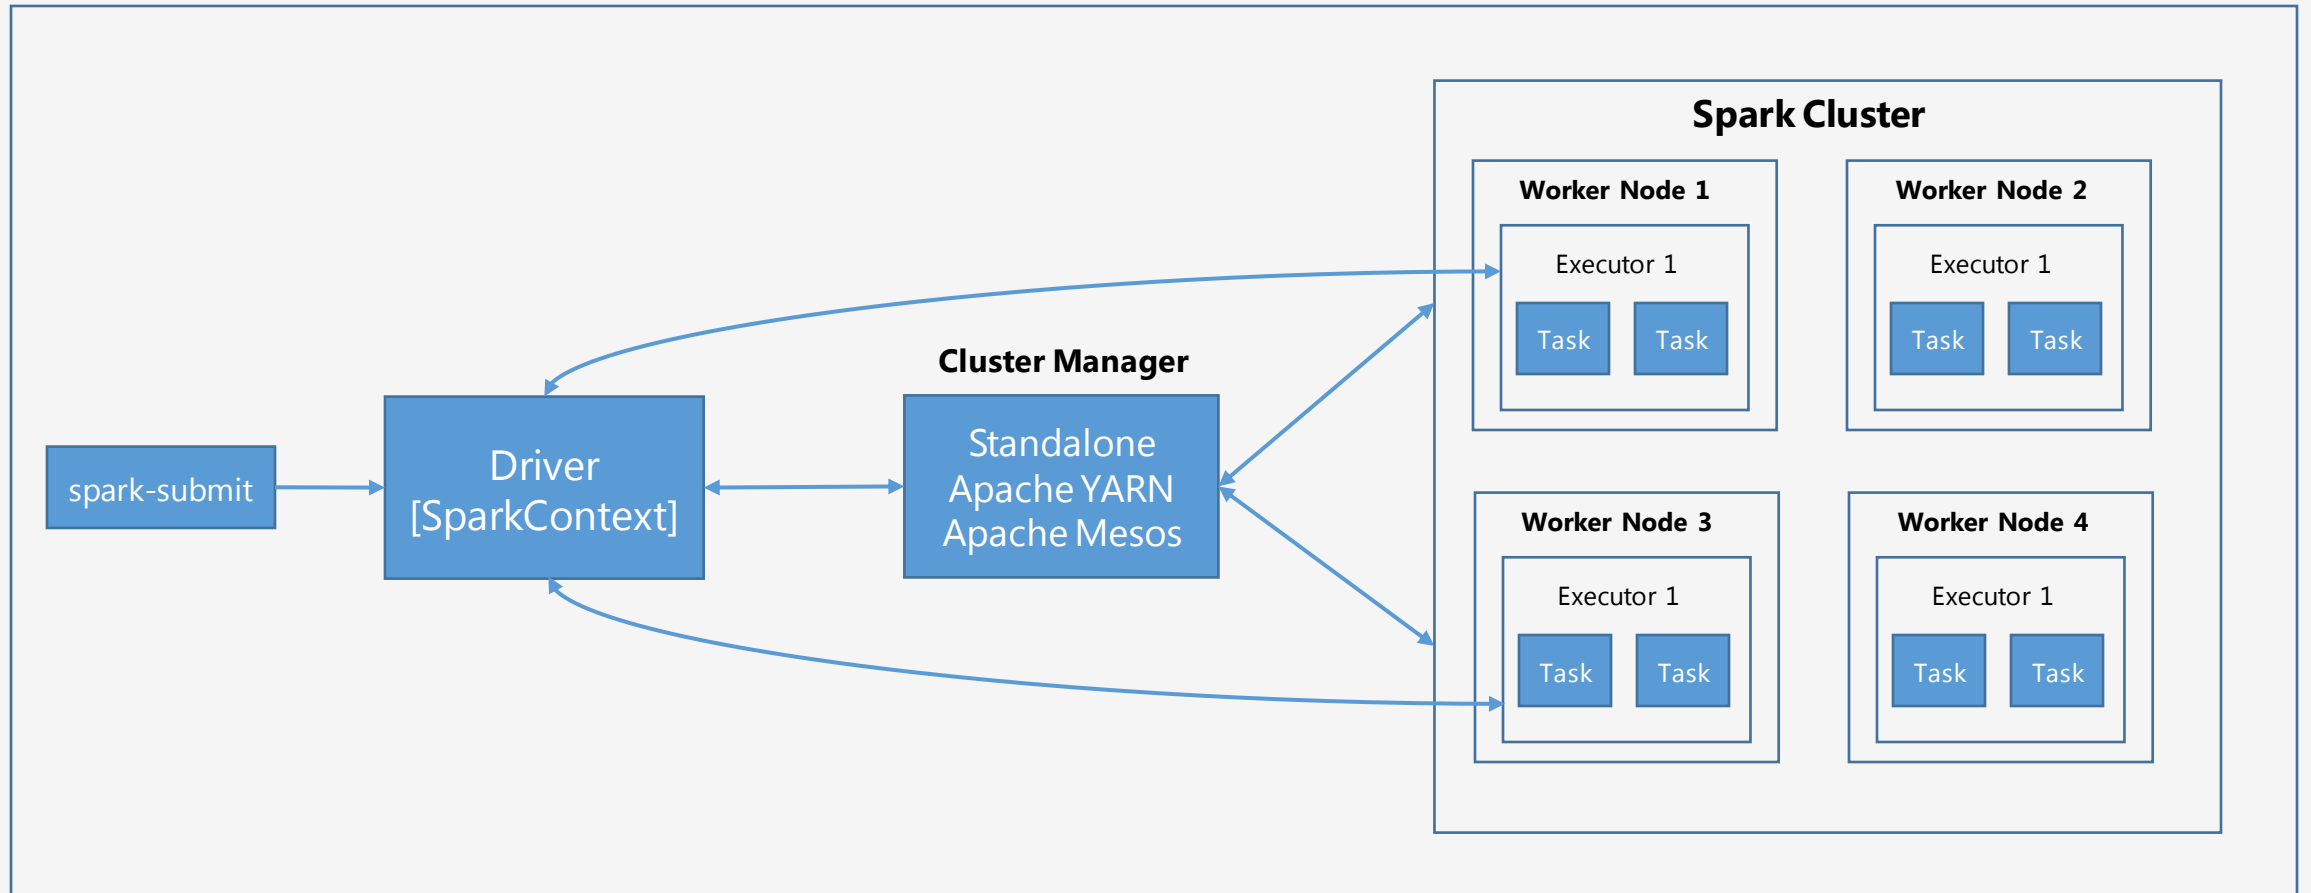 Spark Cluster
Worker Node 1
Executor 1
Task
Task
Worker Node 2
Executor 1
Task
Task
Cluster Manager
Standalone
Apache YARN
Apache Mesos
Driver
[SparkContext]
spark-submit
Worker Node 3
Executor 1
Task
Task
Worker Node 4
Executor 1
Task
Task